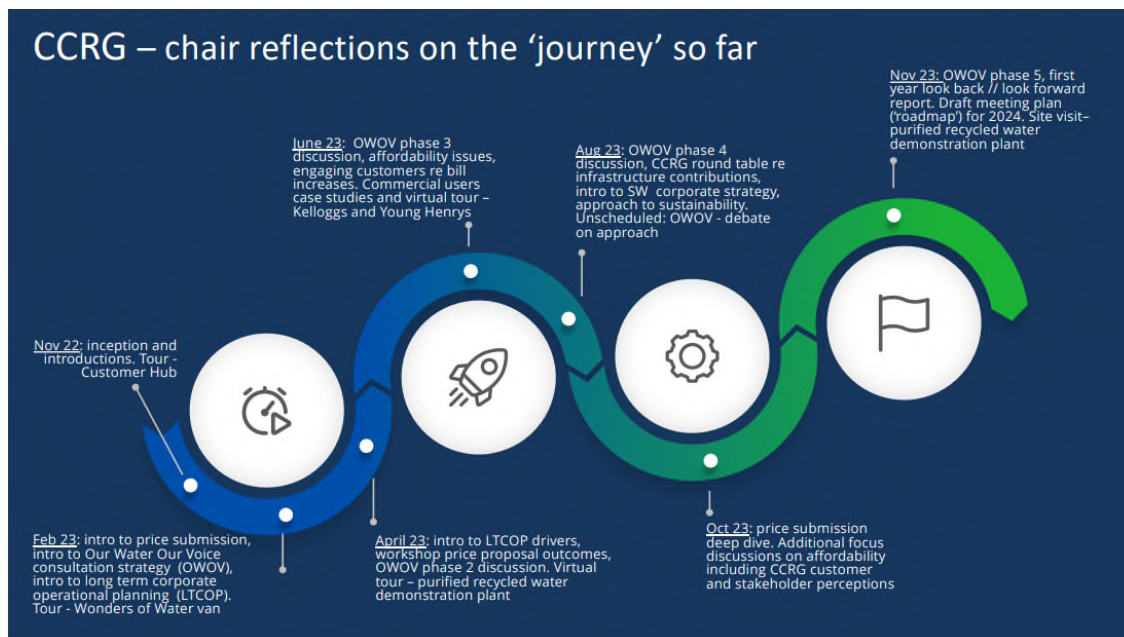 CCRG – chair reflections on the 'journey' so far
Nov 22: inception and
introductions. Tour -
Customer Hub
Feb 23: intro to price submission,
intro to Our Water Our Voice
consultation strategy (OWOV),
intro to long term corporate
operational planning (LTCOP).
Tour - Wonders of Water van
April 23: intro to LTCOP drivers,
workshop price proposal outcomes,
OWOV phase 2 discussion. Virtual
tour – purified recycled water
demonstration plant
June 23: OWOV phase 3
discussion, affordability issues,
engaging customers re bill
increases. Commercial users
case studies and virtual tour –
Kelloggs and Young Henrys
Aug 23: OWOV phase 4
discussion, CCRG round table re
infrastructure contributions,
intro to SW corporate strategy,
approach to sustainability.
Unscheduled: OWOV - debate
on approach
Oct 23: price submission
deep dive. Additional focus
discussions on affordability
including CCRG customer
and stakeholder perceptions
Nov 23: OWOV phase 5, first
year look back // look forward
report. Draft meeting plan
('roadmap') for 2024. Site visit–
purified recycled water
demonstration plant